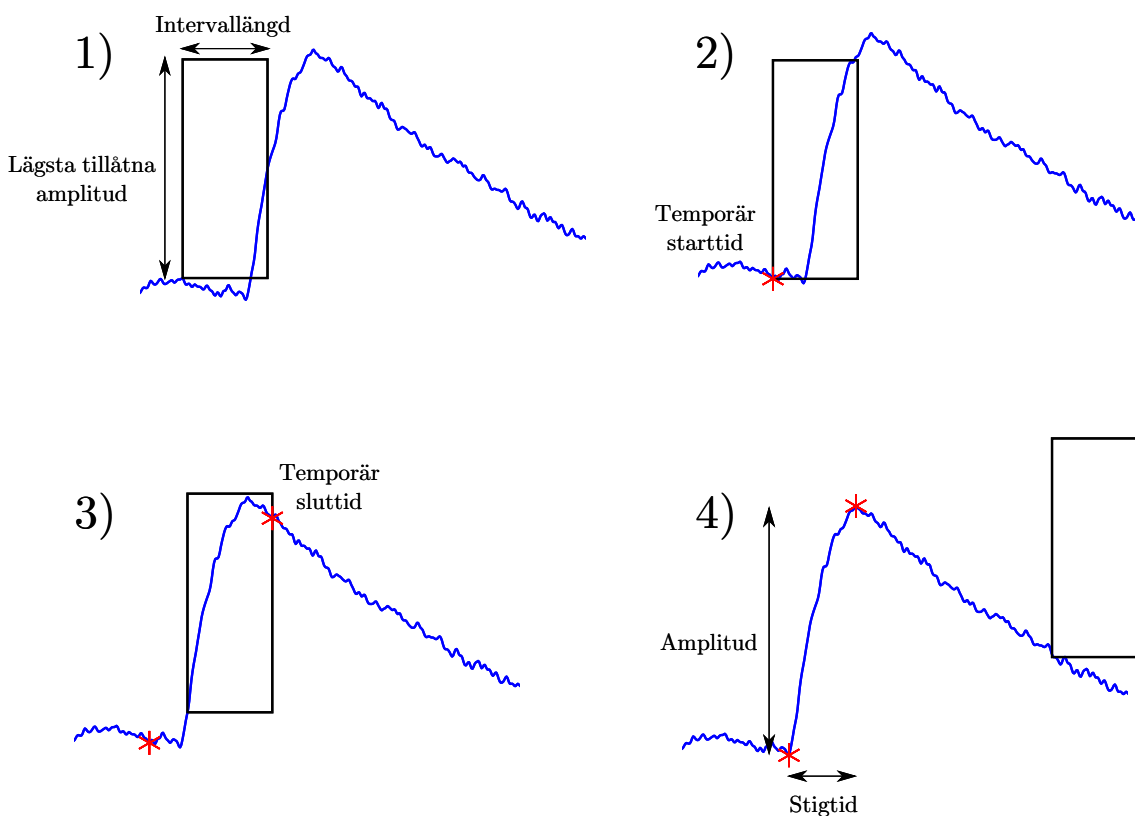 Intervallängd
1)
Lägsta tillåtna
amplitud
2)
Temporär
starttid
3)
Temporär
sluttid
4)
Amplitud
Stigtid